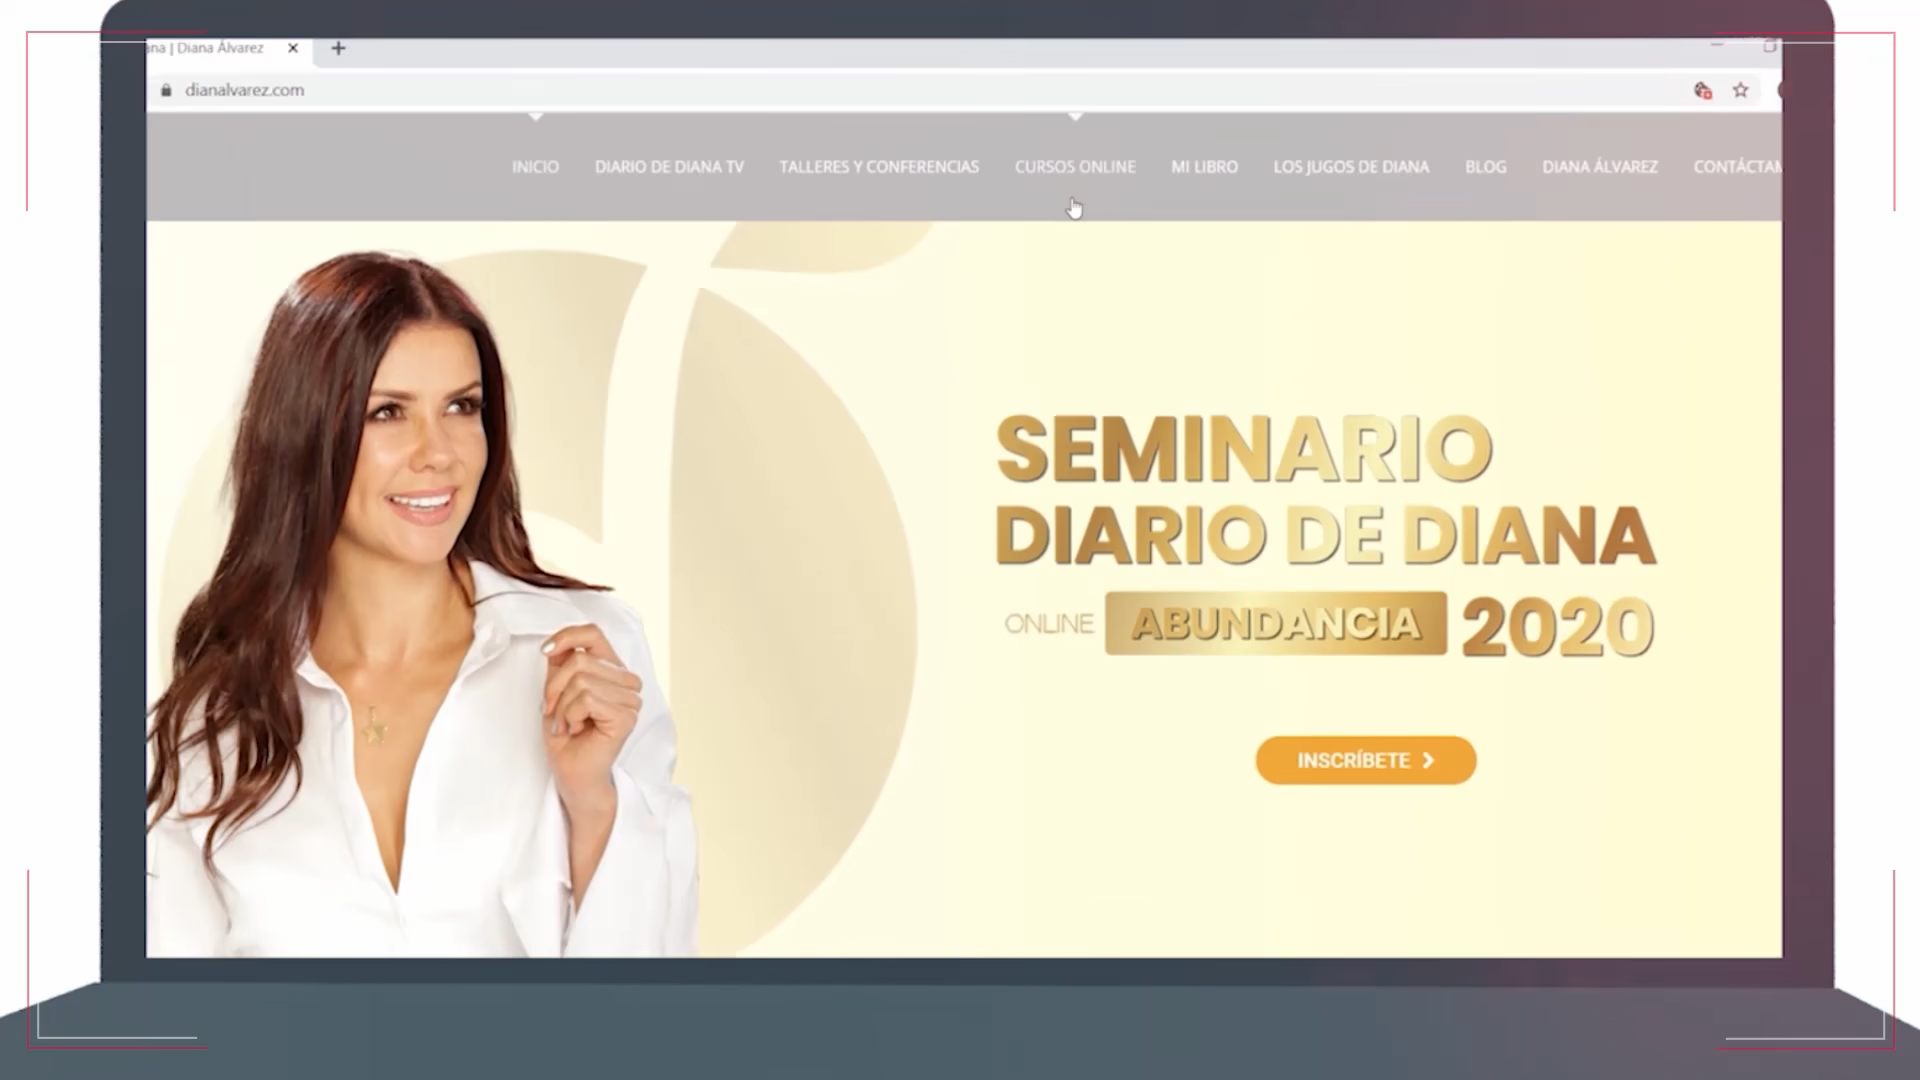 na | Diana Álvarez
dianalvarez.com
INICIO DIARIO DE DIANA TV TALLERES Y CONFERENCIAS CURSOS ONLINE MI LIBRO LOS JUGOS DE DIANA BLOG DIANA ÁLVAREZ CONTÁCTAM
SEMINARIO
DIARIO DE DIANA
ONLINE ABUNDANCIA 2020
INSCRÍBETE